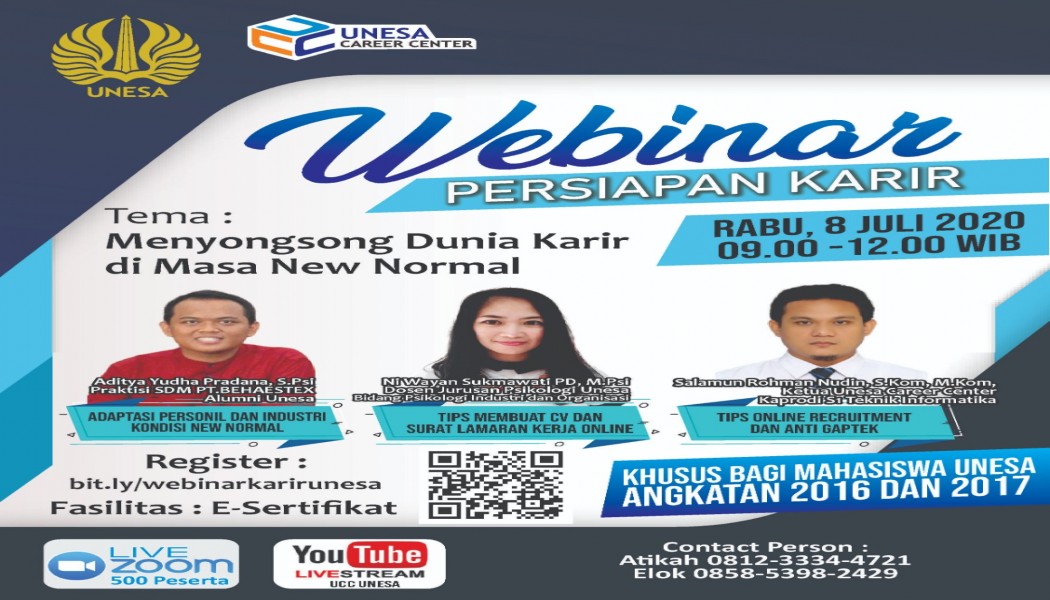 UNESA
UNESA
CAREER CENTER
Webinar
PERSIAPAN KARIR
Tema :
Menyongsong Dunia Karir
di Masa New Normal
RABU, 8 JULI 2020
09.00 -12.00 WIB
Aditya Yudha Pradana, S.Psi
Praktisi SDM PT.BEHAESTEX
Alumni Unesa
ADAPTASI PERSONIL DAN INDUSTRI
KONDISI NEW NORMAL
Ni Wayan Sukmawati PD, M.Psi
Dosen Jurusan Psikologi Unesa
Bidang Psikologi Industri dan Organisasi
TIPS MEMBUAT CV DAN
SURAT LAMARAN KERJA ONLINE
Salamun Rohman Nudin, S.Kom, M.Kom,
Ketua Unesa Career Center
Kaprodi S1 Teknik Informatika
TIPS ONLINE RECRUITMENT
DAN ANTI GAPTEK
Register :
bit.ly/webinarkarirunesa
Fasilitas : E-Sertifikat
KHUSUS BAGI MAHASISWA UNESA
ANGKATAN 2016 DAN 2017
LIVE
zoom
500 Peserta
YouTube
LIVESTREAM
UCC UNESA
Contact Person :
Atikah 0812-3334-4721
Elok 0858-5398-2429